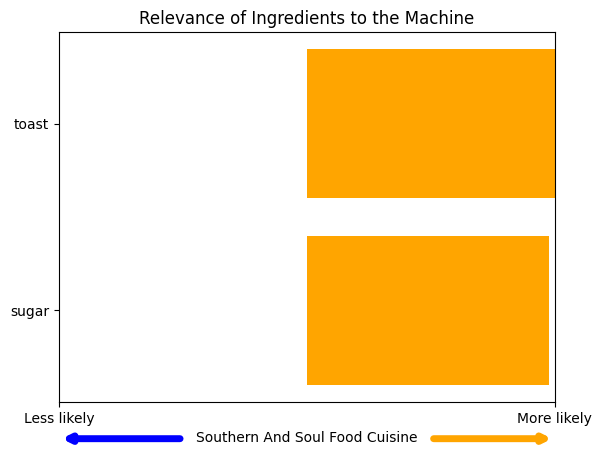 Relevance of Ingredients to the Machine
toast
sugar
Less likely More likely
Southern And Soul Food Cuisine